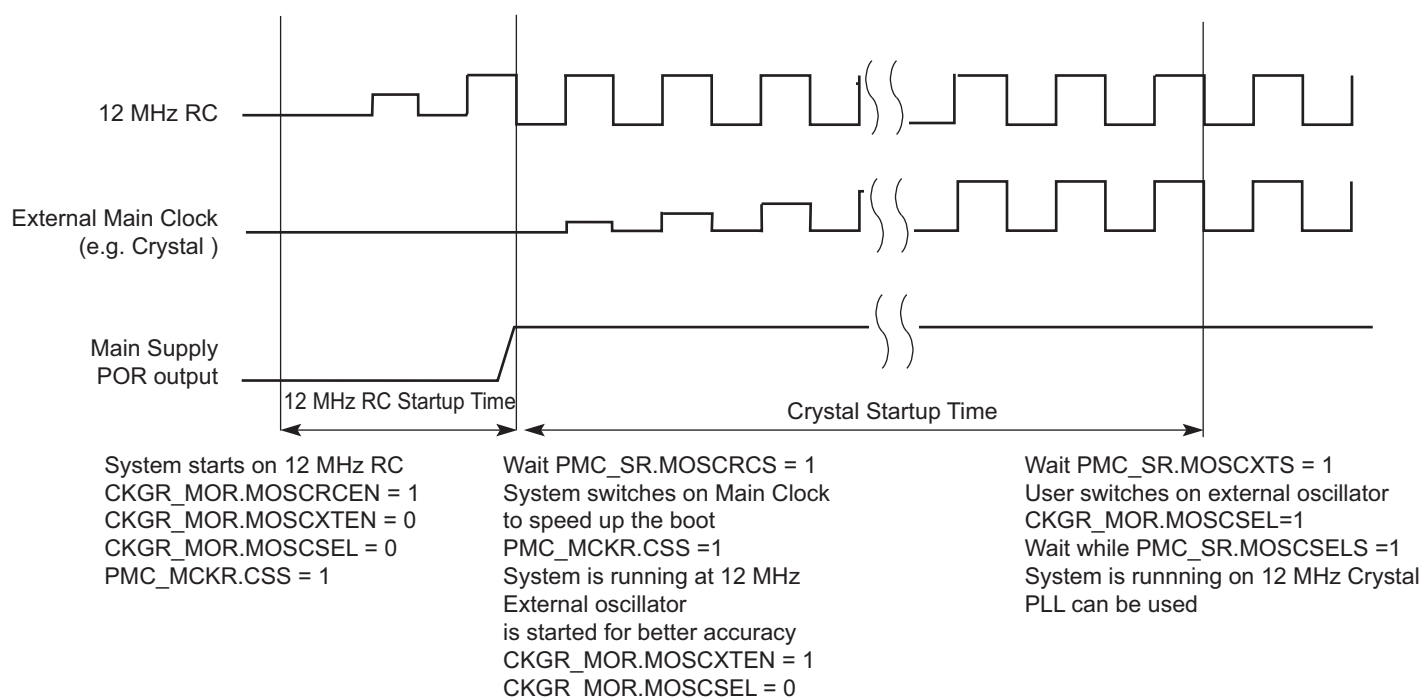 12 MHz RC
External Main Clock
(e.g. Crystal )
Main Supply
POR output
12 MHz RC Startup Time
Crystal Startup Time
System starts on 12 MHz RC
CKGR_MOR.MOSCRCEN = 1
CKGR_MOR.MOSCXTEN = 0
CKGR_MOR.MOSCSEL = 0
PMC_MCKR.CSS = 1
Wait PMC_SR.MOSCRCS = 1
System switches on Main Clock
to speed up the boot
PMC_MCKR.CSS =1
System is running at 12 MHz
External oscillator
is started for better accuracy
CKGR_MOR.MOSCXTEN = 1
CKGR_MOR.MOSCSEL = 0
Wait PMC_SR.MOSCXTS = 1
User switches on external oscillator
CKGR_MOR.MOSCSEL=1
Wait while PMC_SR.MOSCSELS =1
System is runnning on 12 MHz Crystal
PLL can be used